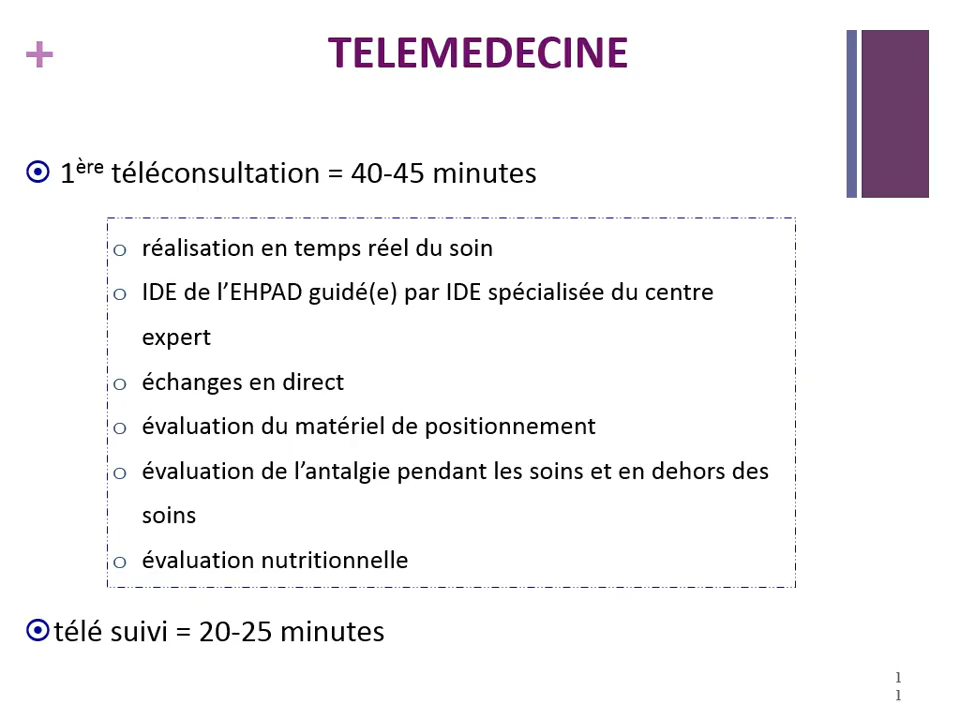 +
TELEMEDECINE
1ère téléconsultation = 40-45 minutes
o réalisation en temps réel du soin
o IDE de l’EHPAD guidé(e) par IDE spécialisée du centre
expert
o échanges en direct
o évaluation du matériel de positionnement
o évaluation de l’antalgie pendant les soins et en dehors des
soins
o évaluation nutritionnelle
télé suivi = 20-25 minutes
1
1